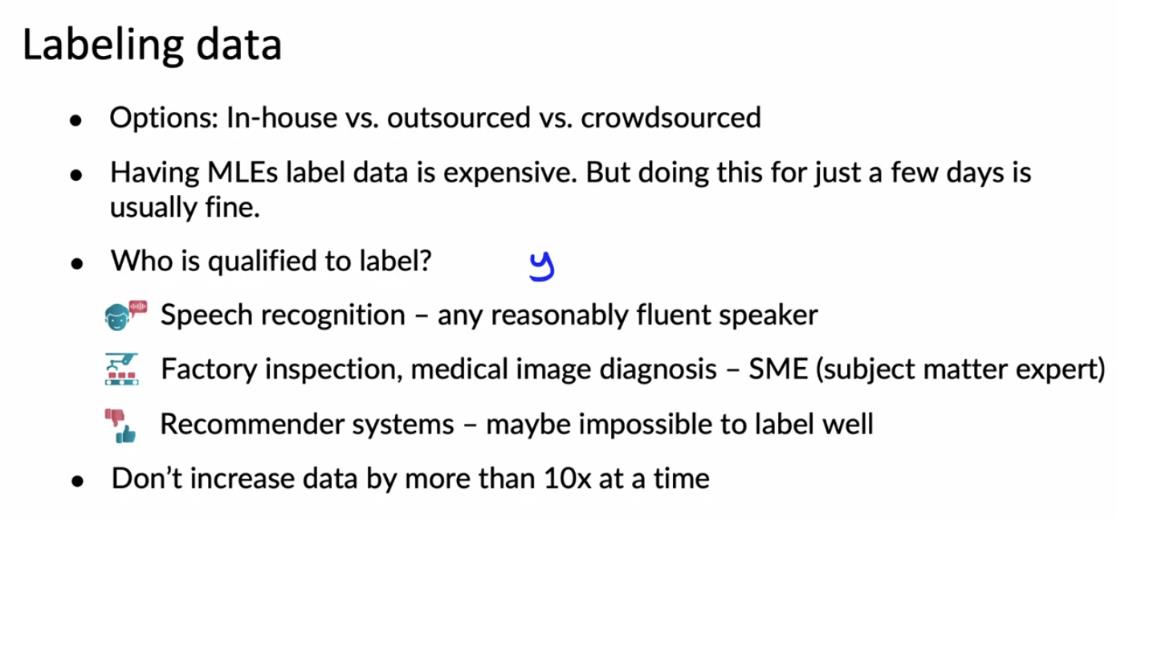 Labeling data
• Options: In-house vs. outsourced vs. crowdsourced
• Having MLEs label data is expensive. But doing this for just a few days is
usually fine.
• Who is qualified to label? y
Speech recognition – any reasonably fluent speaker
Factory inspection, medical image diagnosis – SME (subject matter expert)
Recommender systems – maybe impossible to label well
• Don’t increase data by more than 10x at a time